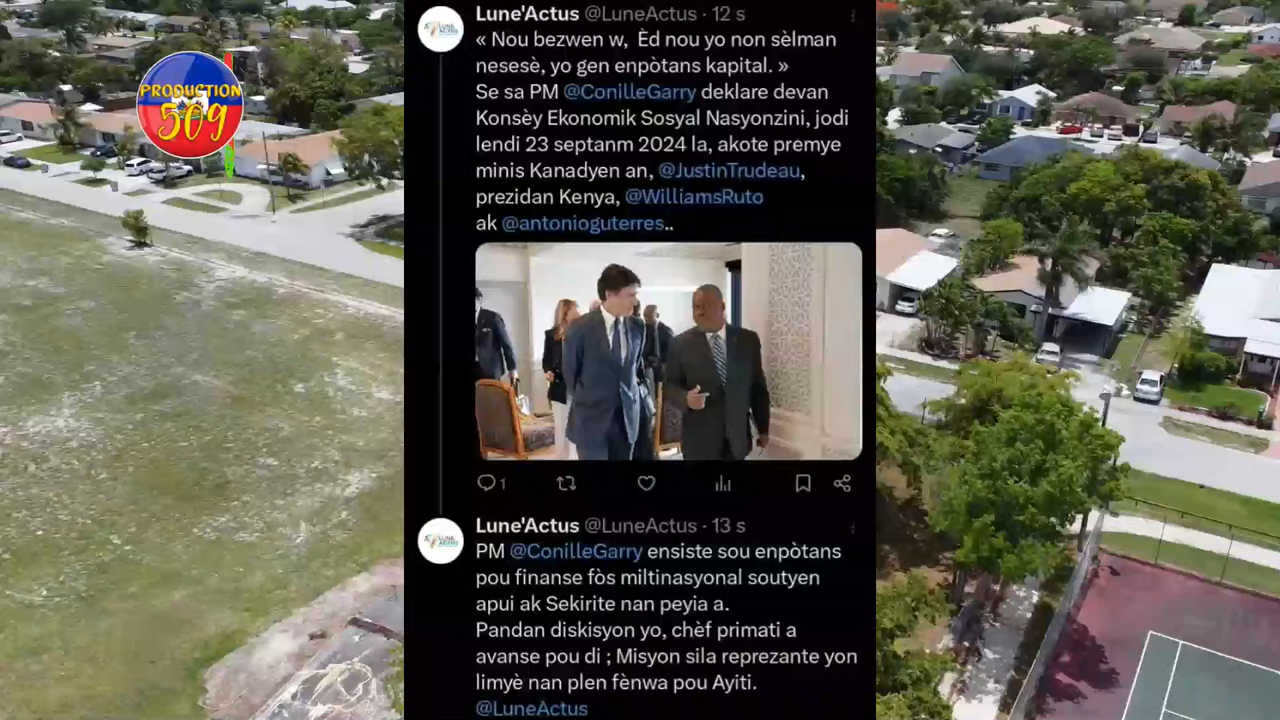 PRODUCTION
509
Lune'Actus @LuneActus · 12 s
« Nou bezwen w, Èd nou yo non sèlman
nesesè, yo gen enpòtans kapital. »
Se sa PM @ConilleGarry deklare devan
Konsèy Ekonomik Sosyal Nasyonzini, jodi
lendi 23 septanm 2024 la, akote premye
minis Kanadyen an, @JustinTrudeau,
prezidan Kenya, @WilliamsRuto
ak @antonioguterres..
1
Lune'Actus @LuneActus · 13 s
PM @ConilleGarry ensiste sou enpòtans
pou finanse fòs miltinasyonal soutyen
apui ak Sekirite nan peyia a.
Pandan diskisyon yo, chèf primati a
avanse pou di ; Misyon sila reprezante yon
limyè nan plen fènwa pou Ayiti.
@LuneActus